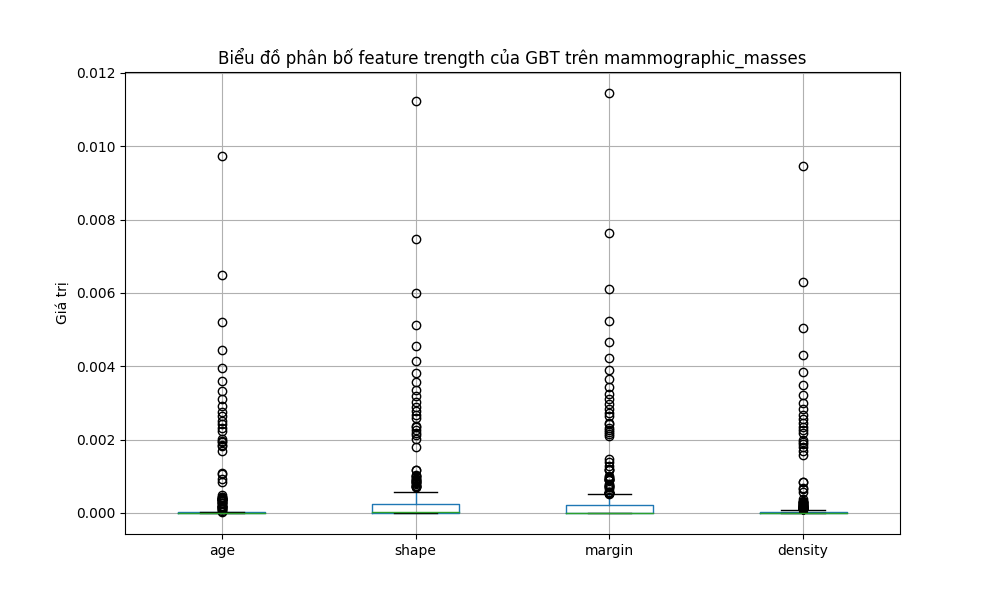 Biểu đồ phân bố feature trength của GBT trên mammographic_masses
0.012
0.010
0.008
0.006
0.004
0.002
0.000
Giá trị
age shape margin density